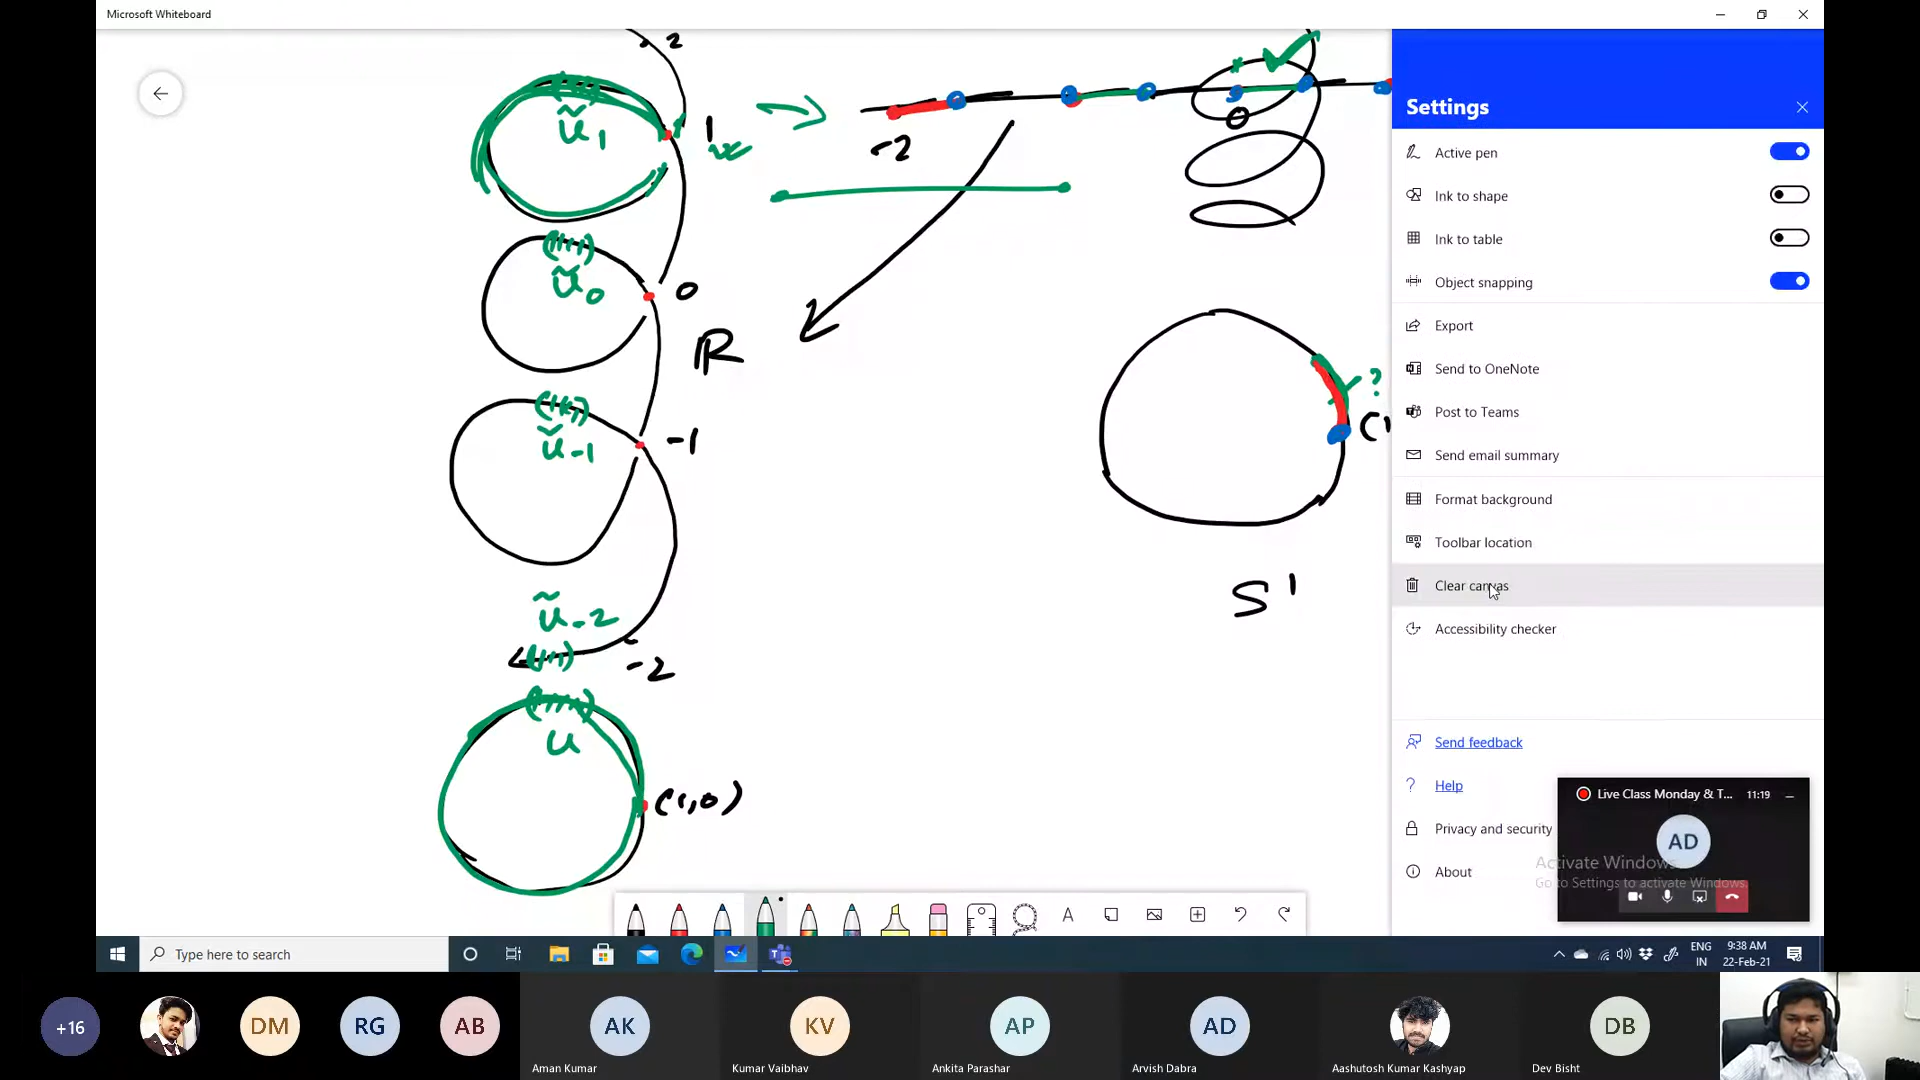 Microsoft Whiteboard
2
ũ1
1
-2
0
ũ0
0
ℝ
ũ-1
-1
?
(1
S'
ũ-2
-2
u
(1,0)
Settings
Active pen
Ink to shape
Ink to table
Object snapping
Export
Send to OneNote
Post to Teams
Send email summary
Format background
Toolbar location
Clear canvas
Accessibility checker
Send feedback
Help
Privacy and security
About
Live Class Monday & T...
11:19
AD
Activate Windows
Go to Settings to activate Windows.
Type here to search
ENG
IN
9:38 AM
22-Feb-21
+16
DM
RG
AB
AK
Aman Kumar
KV
Kumar Vaibhav
AP
Ankita Parashar
AD
Arvish Dabra
Aashutosh Kumar Kashyap
DB
Dev Bisht